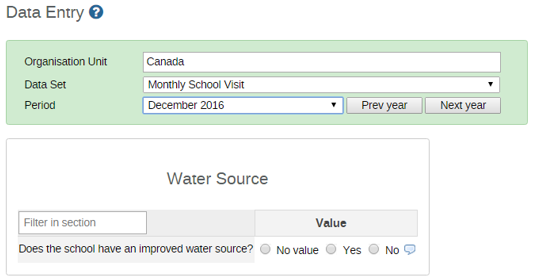 Data Entry ?
Organisation Unit Canada
Data Set Monthly School Visit
Period December 2016 Prev year Next year
Water Source
Filter in section Value
Does the school have an improved water source? No value Yes No